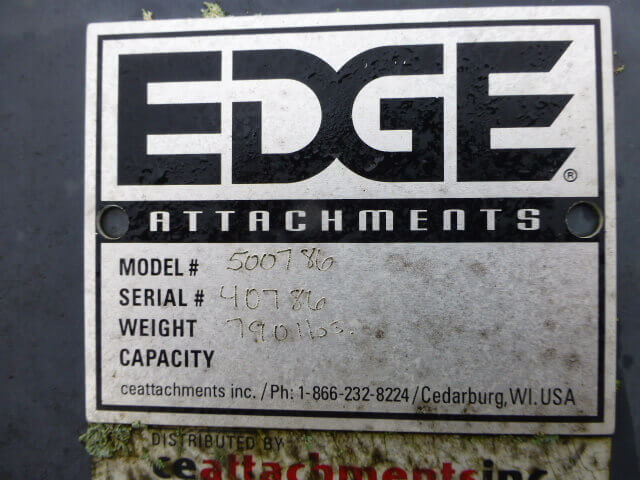 EDGE®
ATTACHMENTS
MODEL # 500786
SERIAL # 40786
WEIGHT 790 lbs.
CAPACITY
ceattachments inc. / Ph: 1-866-232-8224 / Cedarburg, WI. USA
DISTRIBUTED BY
ceattachmentsinc